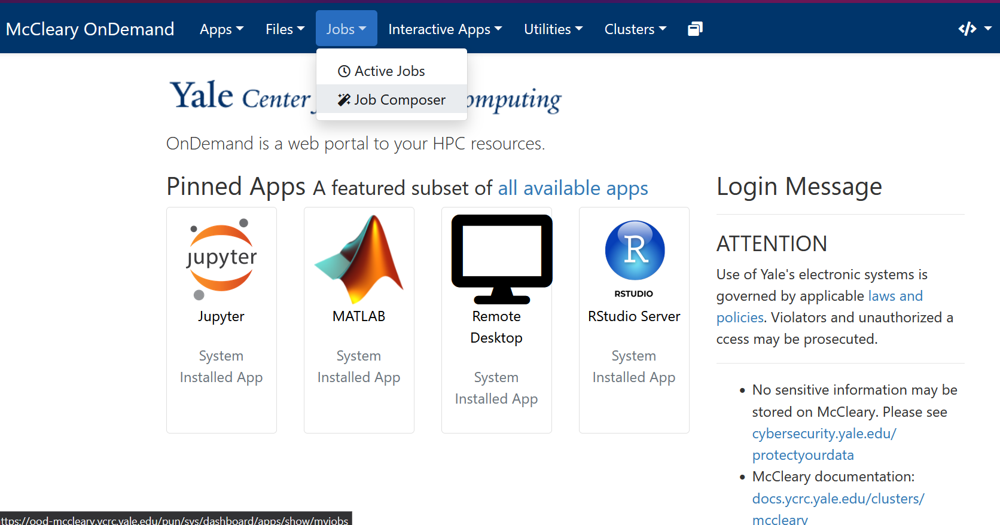 McCleary OnDemand Apps Files Jobs Interactive Apps Utilities Clusters
Active Jobs
Job Composer
Yale Center omputing
OnDemand is a web portal to your HPC resources.
Pinned Apps A featured subset of all available apps
jupyter
Jupyter
System
Installed App
MATLAB
System
Installed App
Remote
Desktop
System
Installed App
R
RSTUDIO
RStudio Server
System
Installed App
Login Message
ATTENTION
Use of Yale's electronic systems is
governed by applicable laws and
policies. Violators and unauthorized a
ccess may be prosecuted.
• No sensitive information may be
stored on McCleary. Please see
cybersecurity.yale.edu/
protectyourdata
• McCleary documentation:
docs.ycrc.yale.edu/clusters/
mccleary
ttps://ood-mccleary.ycrc.yale.edu/pun/sys/dashboard/apps/show/myjobs